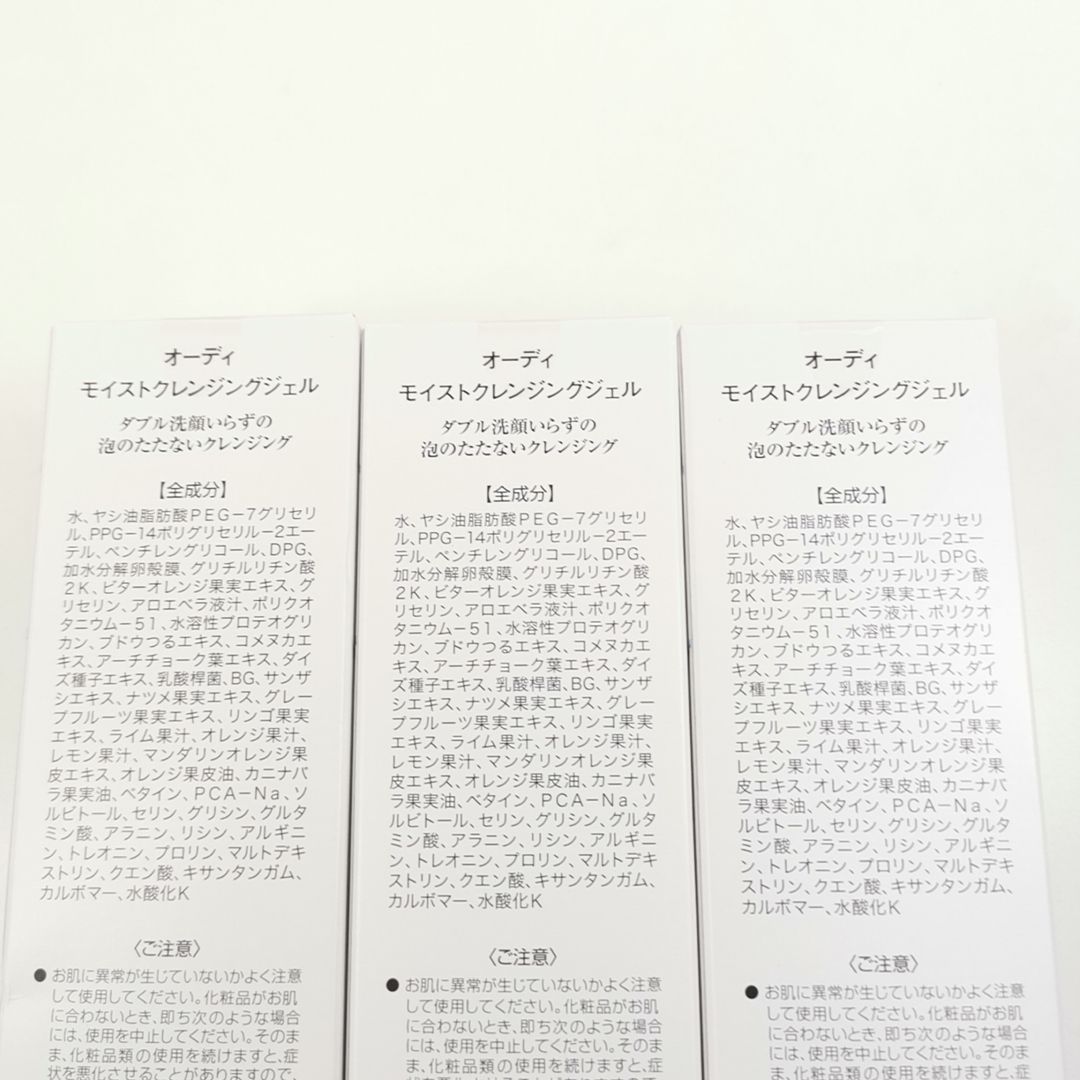 オーディ
モイストクレンジングジェル
ダブル洗顔いらずの
泡のたたないクレンジング
【全成分】
水、ヤシ油脂肪酸PEG−7グリセリ
ル、PPG−14ポリグリセリル−2エー
テル、ペンチレングリコール、DPG、
加水分解卵殻膜、グリチルリチン酸
2K、ビターオレンジ果実エキス、グ
リセリン、アロエベラ液汁、ポリクオ
タニウム−51、水溶性プロテオグリ
カン、ブドウつるエキス、コメヌカエ
キス、アーチチョーク葉エキス、ダイ
ズ種子エキス、乳酸桿菌、BG、サンザ
シエキス、ナツメ果実エキス、グレー
プフルーツ果実エキス、リンゴ果実
エキス、ライム果汁、オレンジ果汁、
レモン果汁、マンダリンオレンジ果
皮エキス、オレンジ果皮油、カニナバ
ラ果実油、ベタイン、PCA−Na、ソ
ルビトール、セリン、グリシン、グルタ
ミン酸、アラニン、リシン、アルギニ
ン、トレオニン、プロリン、マルトデキ
ストリン、クエン酸、キサンタンガム、
カルボマー、水酸化K
〈ご注意〉
● お肌に異常が生じていないかよく注意
して使用してください。化粧品がお肌
に合わないとき、即ち次のような場合
には、使用を中止してください。そのま
ま、化粧品類の使用を続けますと、症
状を悪化させることがありますので、
オーディ
モイストクレンジングジェル
ダブル洗顔いらずの
泡のたたないクレンジング
【全成分】
水、ヤシ油脂肪酸PEG−7グリセリ
ル、PPG−14ポリグリセリル−2エー
テル、ペンチレングリコール、DPG、
加水分解卵殻膜、グリチルリチン酸
2K、ビターオレンジ果実エキス、グ
リセリン、アロエベラ液汁、ポリクオ
タニウム−51、水溶性プロテオグリ
カン、ブドウつるエキス、コメヌカエ
キス、アーチチョーク葉エキス、ダイ
ズ種子エキス、乳酸桿菌、BG、サンザ
シエキス、ナツメ果実エキス、グレー
プフルーツ果実エキス、リンゴ果実
エキス、ライム果汁、オレンジ果汁、
レモン果汁、マンダリンオレンジ果
皮エキス、オレンジ果皮油、カニナバ
ラ果実油、ベタイン、PCA−Na、ソ
ルビトール、セリン、グリシン、グルタ
ミン酸、アラニン、リシン、アルギニ
ン、トレオニン、プロリン、マルトデキ
ストリン、クエン酸、キサンタンガム、
カルボマー、水酸化K
〈ご注意〉
● お肌に異常が生じていないかよく注意
して使用してください。化粧品がお肌
に合わないとき、即ち次のような場合
には、使用を中止してください。そのま
ま、化粧品類の使用を続けますと、症
オーディ
モイストクレンジングジェル
ダブル洗顔いらずの
泡のたたないクレンジング
【全成分】
水、ヤシ油脂肪酸PEG−7グリセリ
ル、PPG−14ポリグリセリル−2エー
テル、ペンチレングリコール、DPG、
加水分解卵殻膜、グリチルリチン酸
2K、ビターオレンジ果実エキス、グ
リセリン、アロエベラ液汁、ポリクオ
タニウム−51、水溶性プロテオグリ
カン、ブドウつるエキス、コメヌカエ
キス、アーチチョーク葉エキス、ダイ
ズ種子エキス、乳酸桿菌、BG、サンザ
シエキス、ナツメ果実エキス、グレー
プフルーツ果実エキス、リンゴ果実
エキス、ライム果汁、オレンジ果汁、
レモン果汁、マンダリンオレンジ果
皮エキス、オレンジ果皮油、カニナバ
ラ果実油、ベタイン、PCA−Na、ソ
ルビトール、セリン、グリシン、グルタ
ミン酸、アラニン、リシン、アルギニ
ン、トレオニン、プロリン、マルトデキ
ストリン、クエン酸、キサンタンガム、
カルボマー、水酸化K
〈ご注意〉
● お肌に異常が生じていないかよく注意
して使用してください。化粧品がお肌
に合わないとき、即ち次のような場合
には、使用を中止してください。そのま
ま、化粧品類の使用を続けますと、症